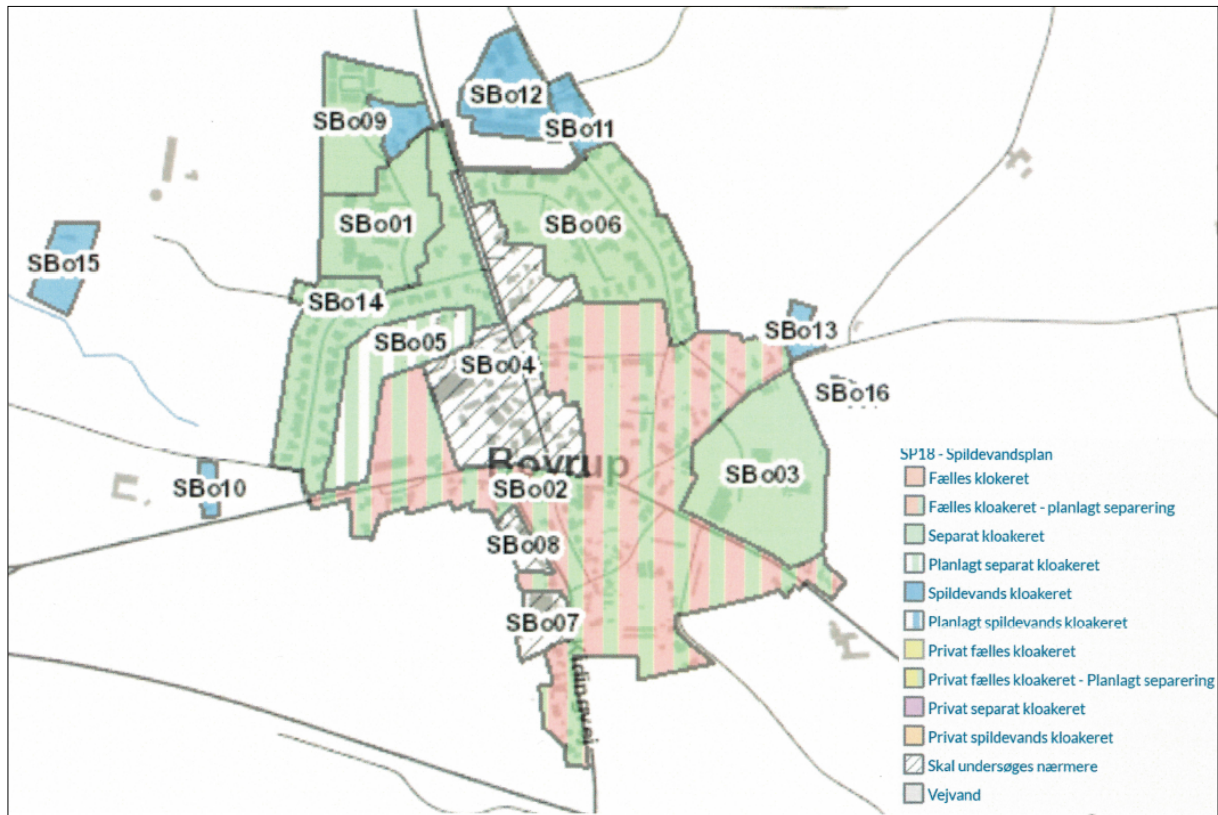 SBo12
SBo09
SBo11
SBo01
SBo06
SBo15
SBo14
SBo13
SBo05
SBo04
SBo16
Bovrup
SBo03
SBo10
SBo02
SBo08
SBo07
SP18 - Spildevandsplan
Fælles klokeret
Fælles kloakeret - planlagt separering
Separat kloakeret
Planlagt separat kloakeret
Spildevands kloakeret
Planlagt spildevands kloakeret
Privat fælles kloakeret
Privat fælles kloakeret - Planlagt separering
Privat separat kloakeret
Privat spildevands kloakeret
Skal undersøges nærmere
Vejvand